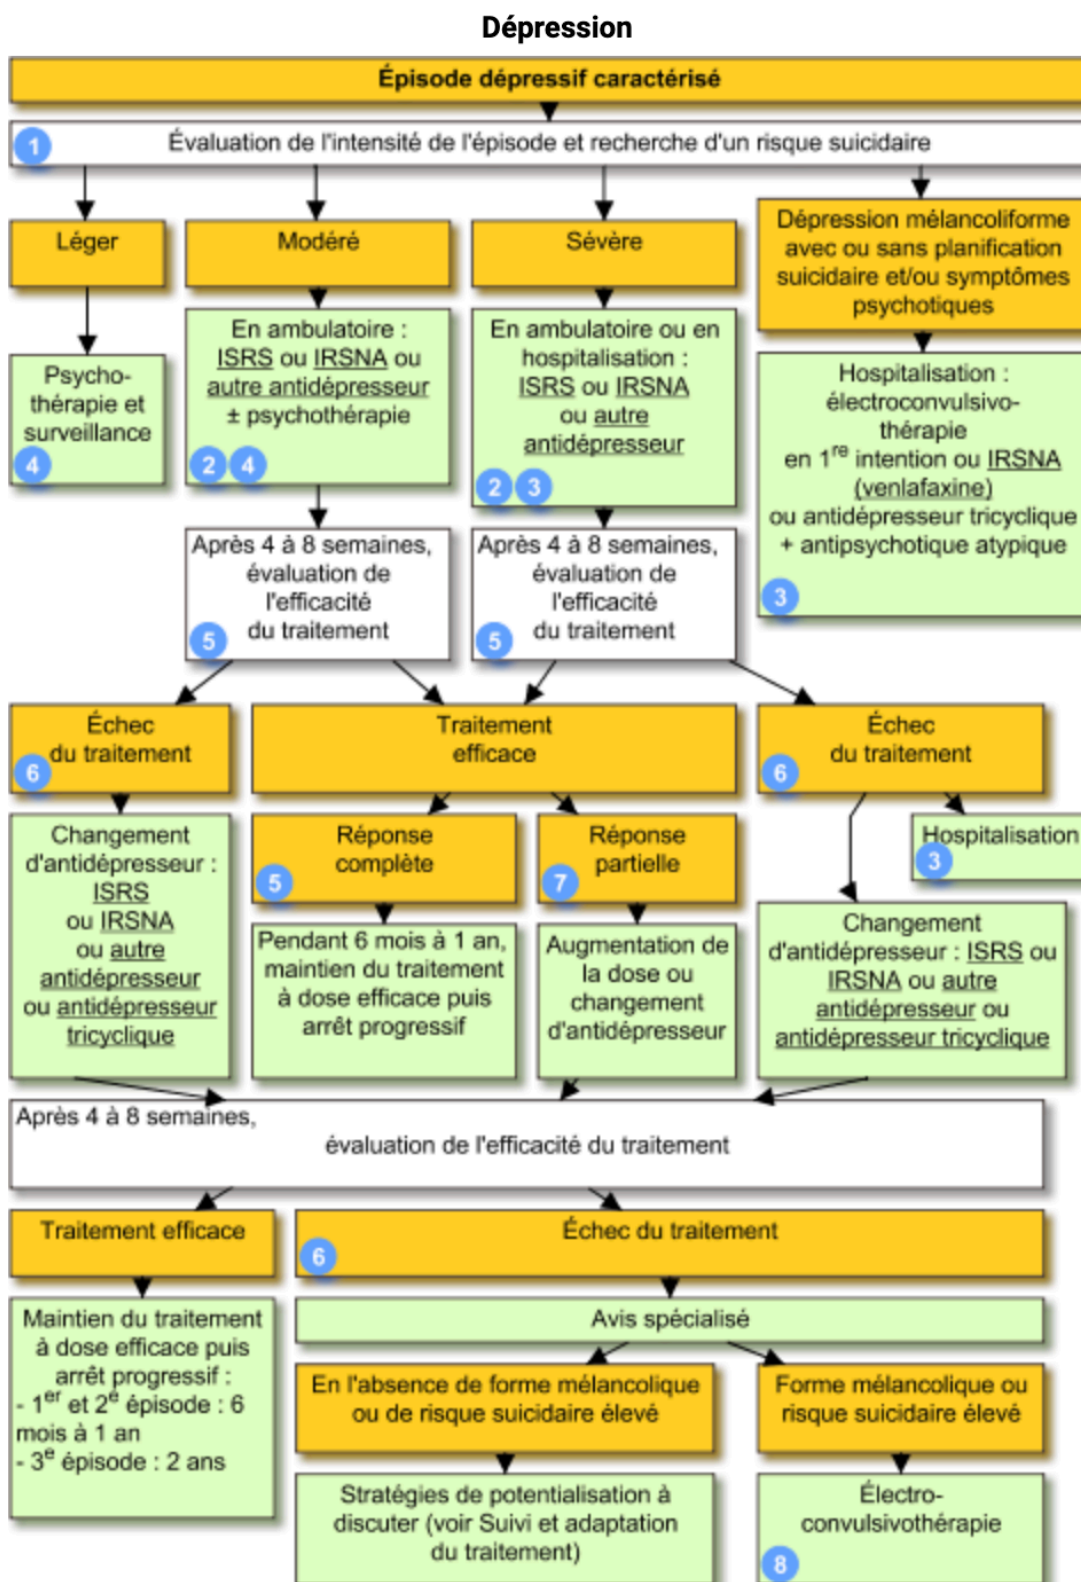 Dépression
Épisode dépressif caractérisé
1
Évaluation de l'intensité de l'épisode et recherche d'un risque suicidaire
Léger
Psycho-
thérapie et
surveillance
4
Modéré
En ambulatoire :
ISRS ou IRSNA ou
autre antidépresseur
± psychothérapie
2 4
Après 4 à 8 semaines,
évaluation de
l'efficacité
du traitement
5
Sévère
En ambulatoire ou en
hospitalisation :
ISRS ou IRSNA
ou autre
antidépresseur
2 3
Après 4 à 8 semaines,
évaluation de
l'efficacité
du traitement
5
Dépression mélancoliforme
avec ou sans planification
suicidaire et/ou symptômes
psychotiques
Hospitalisation :
électroconvulsivo-
thérapie
en 1re intention ou IRSNA
(venlafaxine)
ou antidépresseur tricyclique
+ antipsychotique atypique
3
Échec
du traitement
6
Changement
d'antidépresseur :
ISRS
ou IRSNA
ou autre
antidépresseur
ou antidépresseur
tricyclique
Traitement
efficace
Réponse
complète
5
Pendant 6 mois à 1 an,
maintien du traitement
à dose efficace puis
arrêt progressif
Réponse
partielle
7
Augmentation de
la dose ou
changement
d'antidépresseur
Échec
du traitement
6
Hospitalisation
3
Changement
d'antidépresseur : ISRS ou
IRSNA ou autre
antidépresseur ou
antidépresseur tricyclique
Après 4 à 8 semaines,
évaluation de l'efficacité du traitement
Traitement efficace
Maintien du traitement
à dose efficace puis
arrêt progressif :
- 1er et 2e épisode : 6
mois à 1 an
- 3e épisode : 2 ans
Échec du traitement
6
Avis spécialisé
En l'absence de forme mélancolique
ou de risque suicidaire élevé
Stratégies de potentialisation à
discuter (voir Suivi et adaptation
du traitement)
Forme mélancolique ou
risque suicidaire élevé
Électro-
convulsivothérapie
8